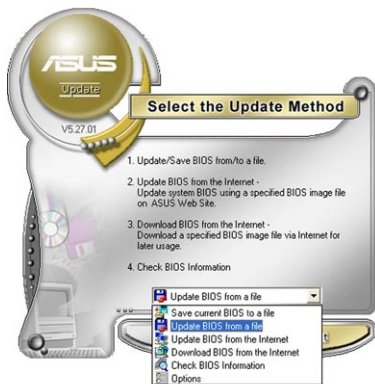 ASUS
Update
V5.27.01
Select the Update Method
1. Update/Save BIOS from/to a file.
2. Update BIOS from the Internet -
Update system BIOS using a specified BIOS image file
on ASUS Web Site.
3. Download BIOS from the Internet -
Download a specified BIOS image file via Internet for
later usage.
4. Check BIOS Information
Update BIOS from a file
Save current BIOS to a file
Update BIOS from a file
Update BIOS from the Internet
Download BIOS from the Internet
Check BIOS Information
Options